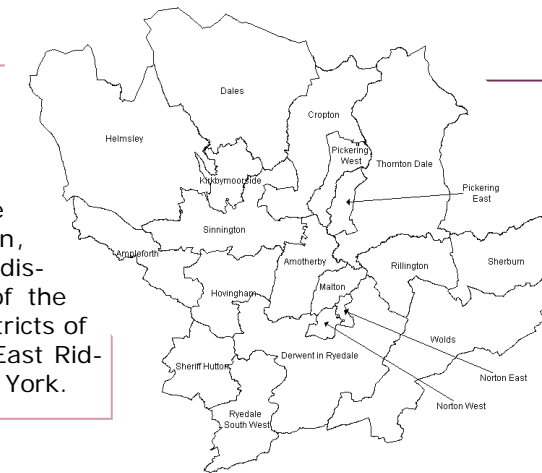 Dales
Cropton
Helmsley
Pickering
West
Thornton Dale
Kirkbymoorside
Pickering
East
Sinnington
n,
dis-
Ampleforth
Amotherby
Rillington
Sherburn
of the
Malton
Hovingham
tricts of
Wolds
East Rid-
Derwent in Ryedale
Sheriff Hutton
Norton East
York.
Norton West
Ryedale
South West